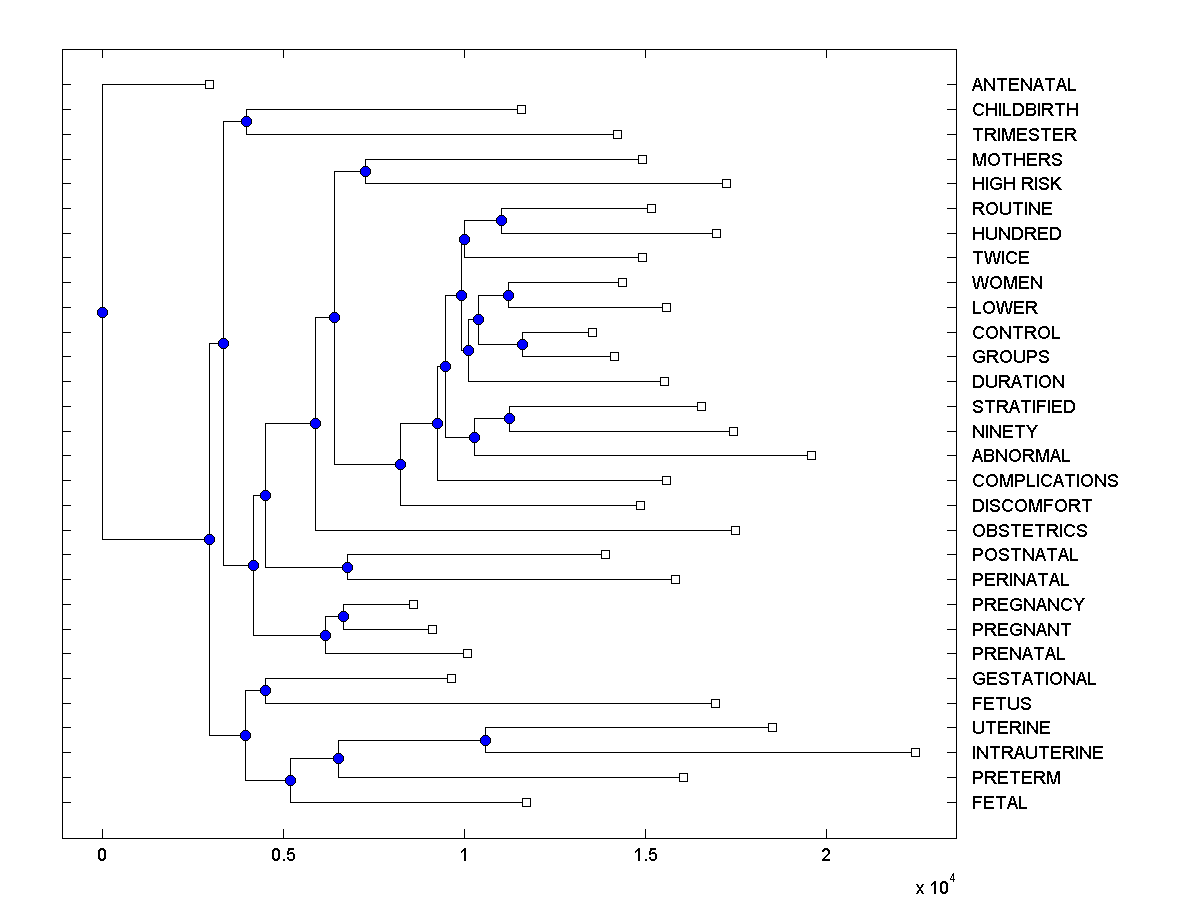 ANTENATAL
CHILDBIRTH
TRIMESTER
MOTHERS
HIGH RISK
ROUTINE
HUNDRED
TWICE
WOMEN
LOWER
CONTROL
GROUPS
DURATION
STRATIFIED
NINETY
ABNORMAL
COMPLICATIONS
DISCOMFORT
OBSTETRICS
POSTNATAL
PERINATAL
PREGNANCY
PREGNANT
PRENATAL
GESTATIONAL
FETUS
UTERINE
INTRAUTERINE
PRETERM
FETAL
0 0.5 1 1.5 2
x 10^4